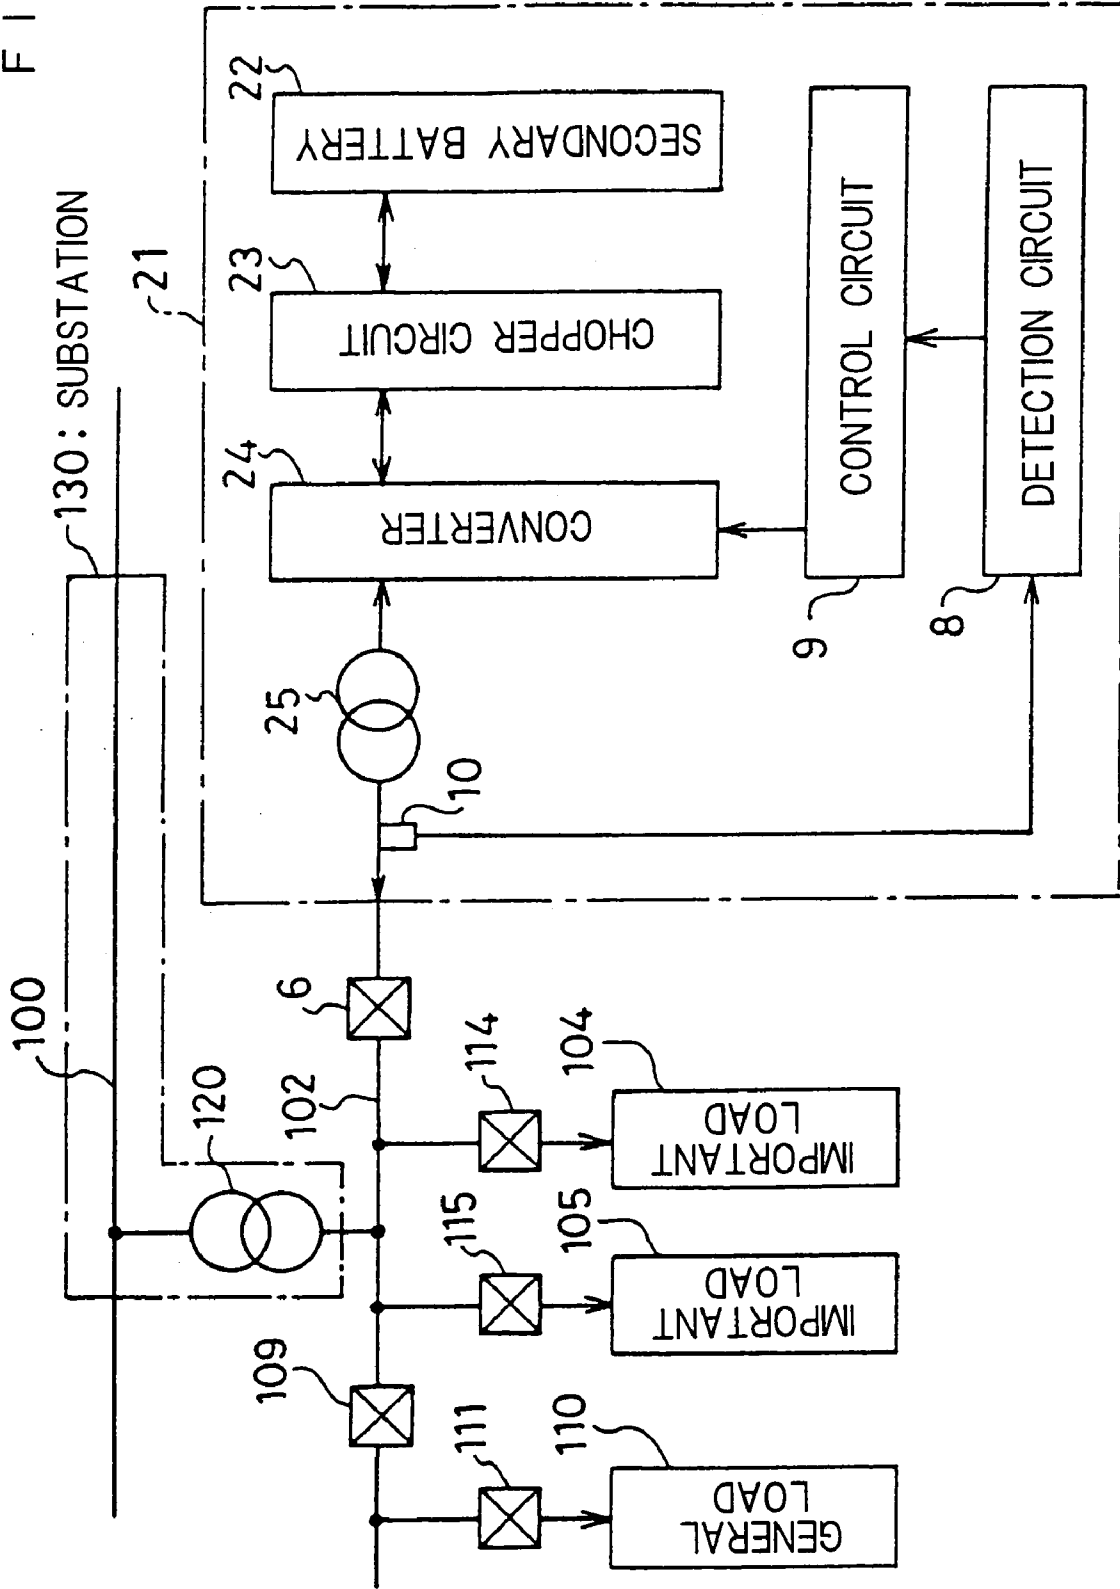 F I
100
130: SUBSTATION
120
21
102
6
10
25
24
23
22
CONVERTER
CHOPPER CIRCUIT
SECONDARY BATTERY
109
115
114
111
110
105
104
GENERAL
LOAD
IMPORTANT
LOAD
IMPORTANT
LOAD
9
CONTROL CIRCUIT
8
DETECTION CIRCUIT